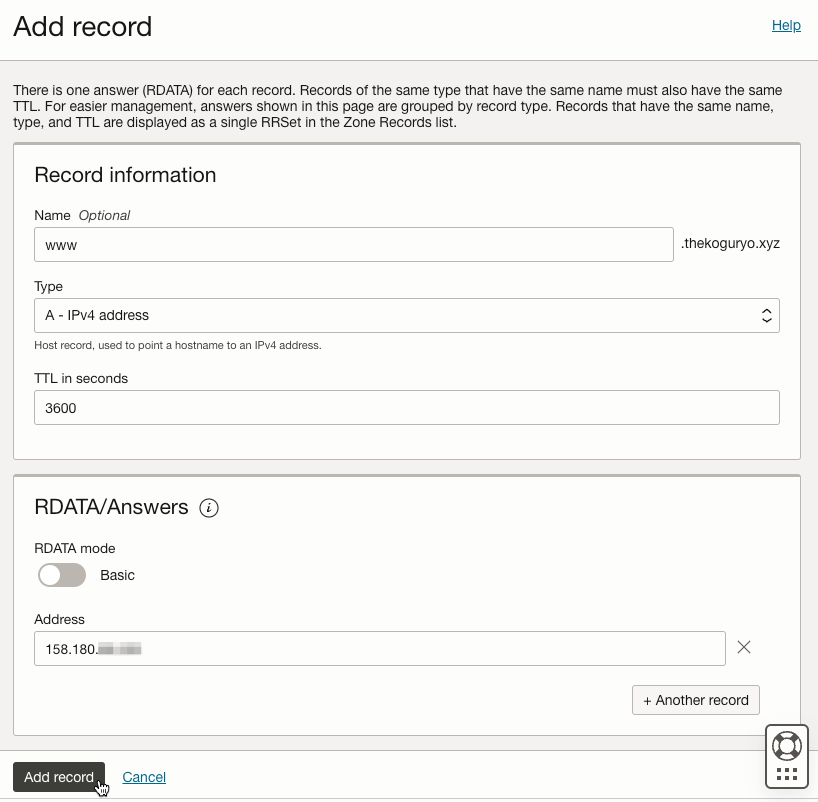 Add record
Help
There is one answer (RDATA) for each record. Records of the same type that have the same name must also have the same
TTL. For easier management, answers shown in this page are grouped by record type. Records that have the same name,
type, and TTL are displayed as a single RRSet in the Zone Records list.
Record information
Name Optional
www
.thekoguryo.xyz
Type
A - IPv4 address
Host record, used to point a hostname to an IPv4 address.
TTL in seconds
3600
RDATA/Answers
RDATA mode
Basic
Address
158.180.
+ Another record
Add record
Cancel